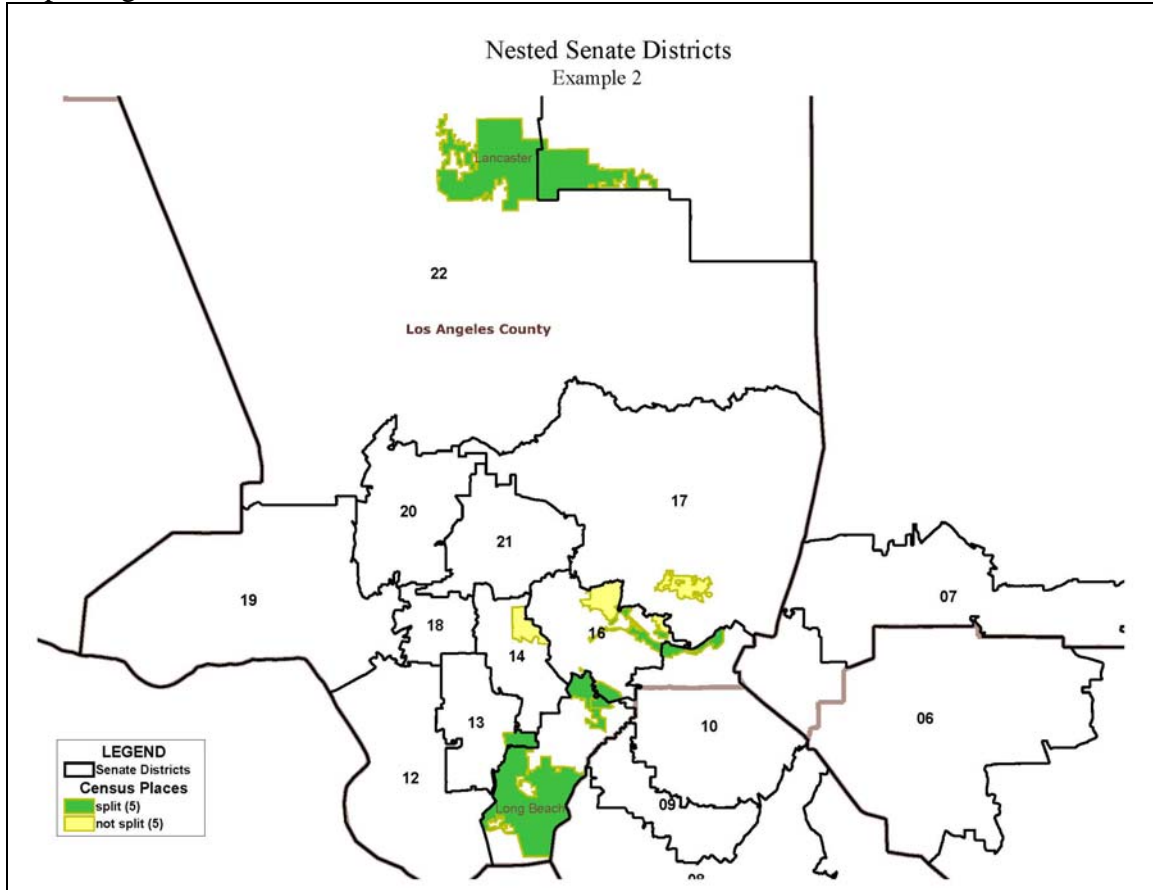 Nested Senate Districts
Example 2
Lancaster
22
Los Angeles County
17
20
21
07
19
18
16
14
06
13
10
12
09
Long Beach
08
LEGEND
Senate Districts
Census Places
split (5)
not split (5)